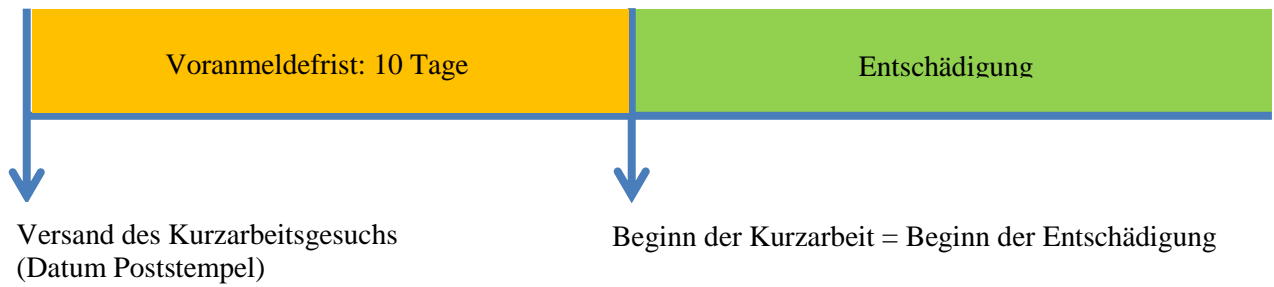 Voranmeldefrist: 10 Tage
Entschädigung
Versand des Kurzarbeitsgesuchs
(Datum Poststempel)
Beginn der Kurzarbeit = Beginn der Entschädigung